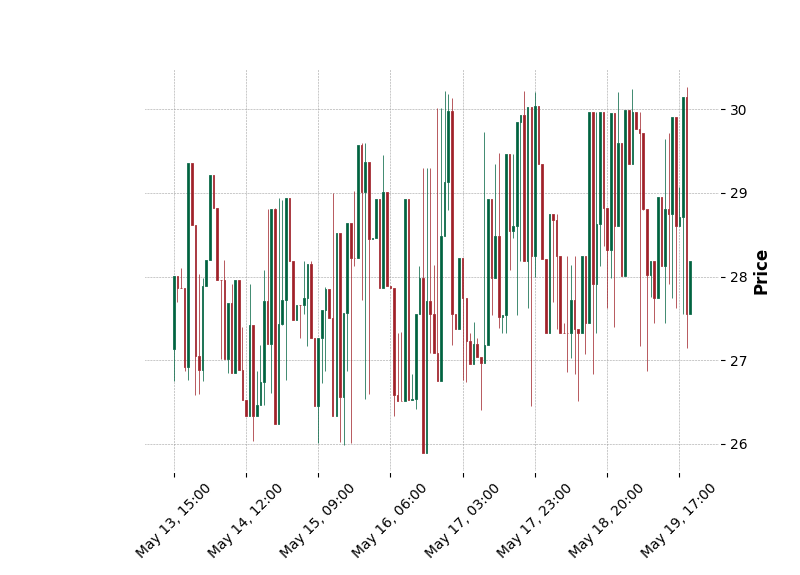 30
29
28
27
26
Price
May 13, 15:00
May 14, 12:00
May 15, 09:00
May 16, 06:00
May 17, 03:00
May 17, 23:00
May 18, 20:00
May 19, 17:00